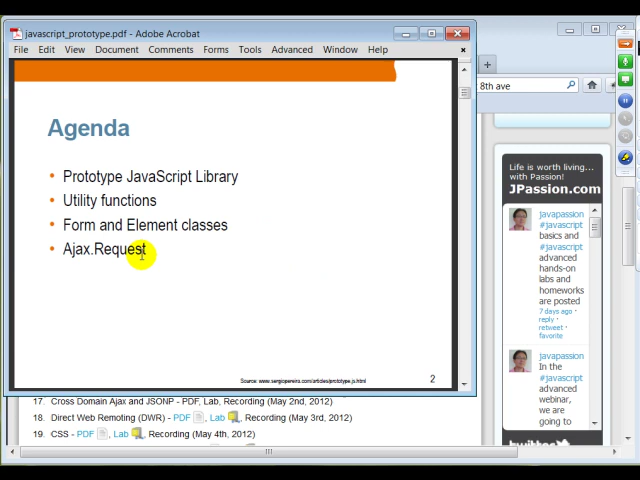 javascript_prototype.pdf - Adobe Acrobat
File Edit View Document Comments Forms Tools Advanced Window Help
Agenda
• Prototype JavaScript Library
• Utility functions
• Form and Element classes
• Ajax.Request
Source: www.sergiopereira.com/articles/prototype.js.html
2
17. Cross Domain Ajax and JSONP - PDF, Lab, Recording (May 2nd, 2012)
18. Direct Web Remoting (DWR) - PDF, Lab, Recording (May 3rd, 2012)
19. CSS - PDF, Lab, Recording (May 4th, 2012)
8th ave
Life is worth living...
with Passion!
JPassion.com
javapassion
#javascript
basics and
#javascript
advanced
hands-on
labs and
homeworks
are posted
7 days ago
reply
retweet
favorite
javapassion
In the
#javascript
advanced
webinar,
we are
going to
twitter